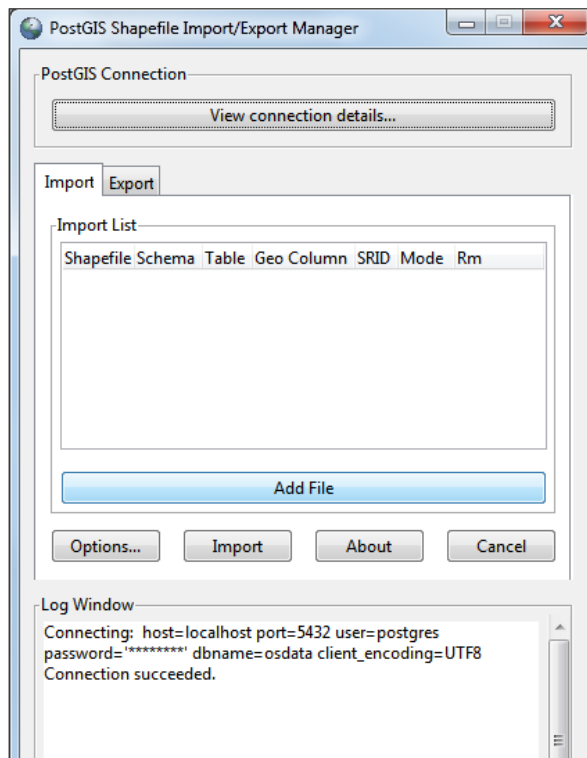 PostGIS Shapefile Import/Export Manager
PostGIS Connection
View connection details...
Import Export
Import List
Shapefile Schema Table Geo Column SRID Mode Rm
Add File
Options... Import About Cancel
Log Window
Connecting:  host=localhost port=5432 user=postgres
password='********' dbname=osdata client_encoding=UTF8
Connection succeeded.